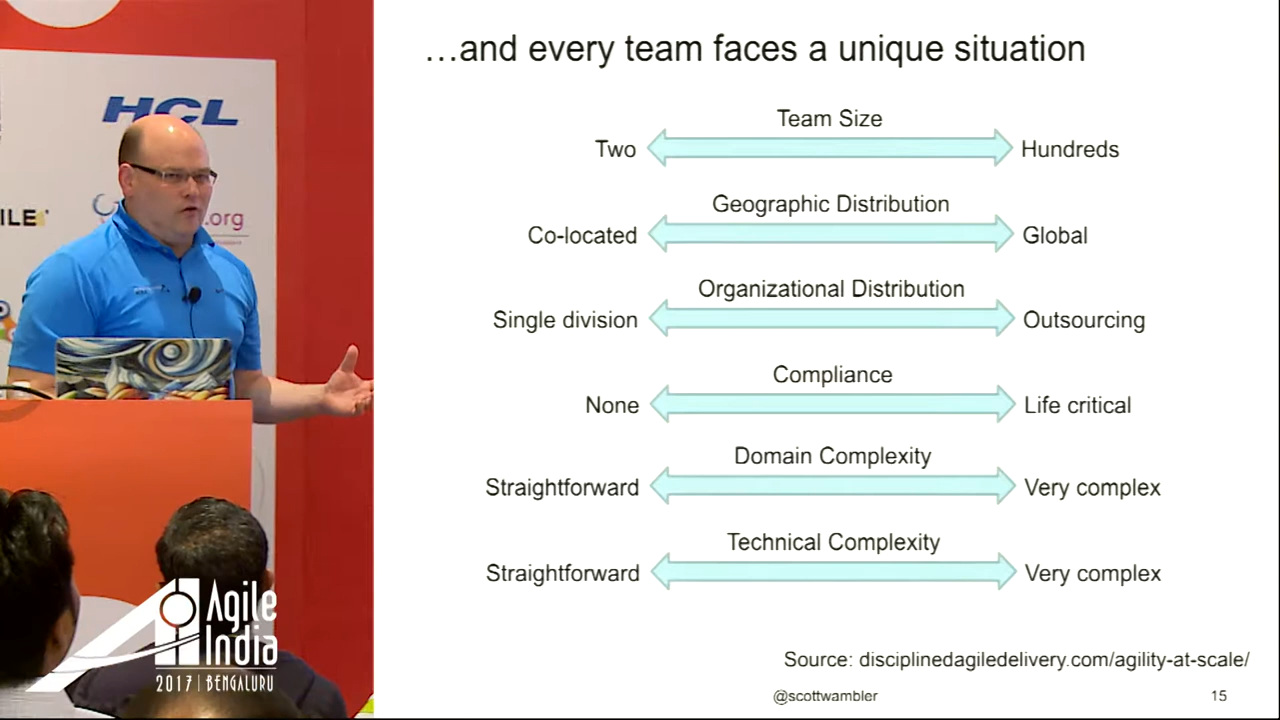 …and every team faces a unique situation
Team Size
Two
Hundreds
Geographic Distribution
Co-located
Global
Organizational Distribution
Single division
Outsourcing
Compliance
None
Life critical
Domain Complexity
Straightforward
Very complex
Technical Complexity
Straightforward
Very complex
Source: disciplinedagiledelivery.com/agility-at-scale/
@scottwambler
15
HCL
ILE
.org
Agile
India
2017 | BENGALURU